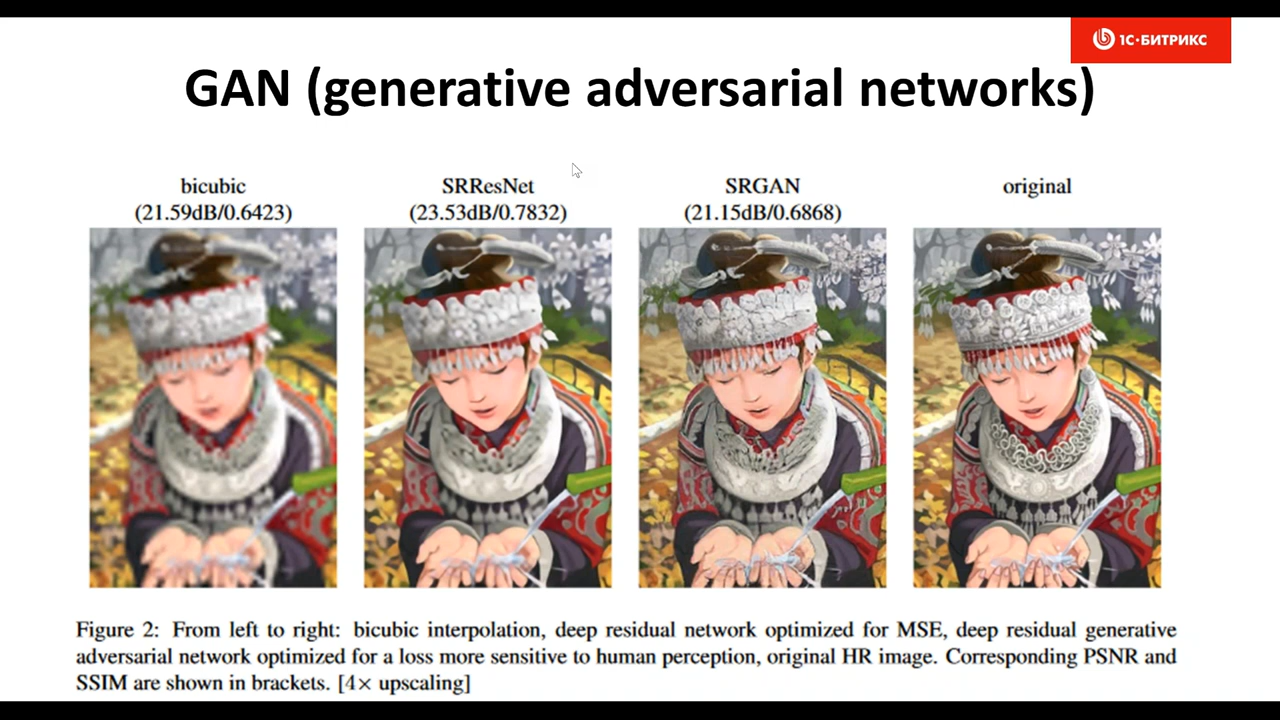 1С·БИТРИКС
GAN (generative adversarial networks)
bicubic
(21.59dB/0.6423)
SRResNet
(23.53dB/0.7832)
SRGAN
(21.15dB/0.6868)
original
Figure 2: From left to right: bicubic interpolation, deep residual network optimized for MSE, deep residual generative
adversarial network optimized for a loss more sensitive to human perception, original HR image. Corresponding PSNR and
SSIM are shown in brackets. [4× upscaling]